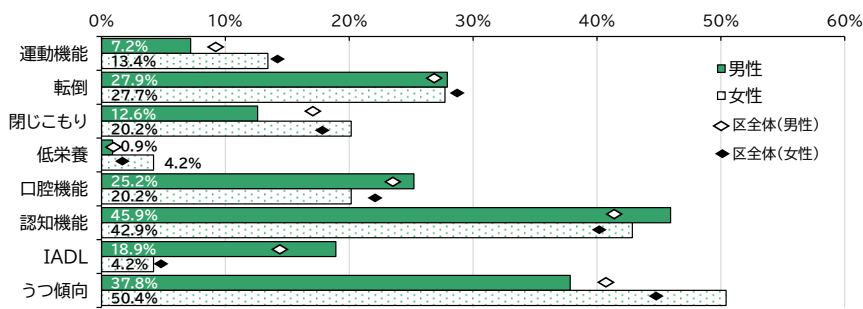 0% 10% 20% 30% 40% 50% 60%
運動機能 7.2%
13.4%
転倒 27.9%
27.7%
閉じこもり 12.6%
20.2%
低栄養 0.9%
4.2%
口腔機能 25.2%
20.2%
認知機能 45.9%
42.9%
IADL 18.9%
4.2%
うつ傾向 37.8%
50.4%
男性
女性
区全体(男性)
区全体(女性)